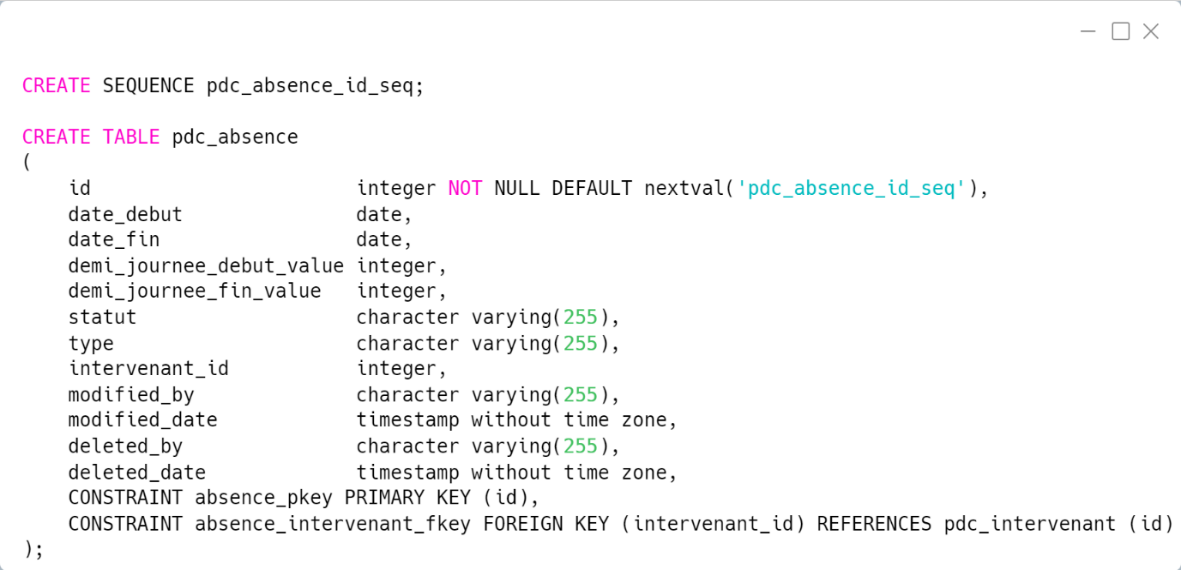 CREATE SEQUENCE pdc_absence_id_seq;
CREATE TABLE pdc_absence
(
    id                       integer NOT NULL DEFAULT nextval('pdc_absence_id_seq'),
    date_debut               date,
    date_fin                 date,
    demi_journee_debut_value integer,
    demi_journee_fin_value   integer,
    statut                   character varying(255),
    type                     character varying(255),
    intervenant_id           integer,
    modified_by              character varying(255),
    modified_date            timestamp without time zone,
    deleted_by               character varying(255),
    deleted_date             timestamp without time zone,
    CONSTRAINT absence_pkey PRIMARY KEY (id),
    CONSTRAINT absence_intervenant_fkey FOREIGN KEY (intervenant_id) REFERENCES pdc_intervenant (id)
);